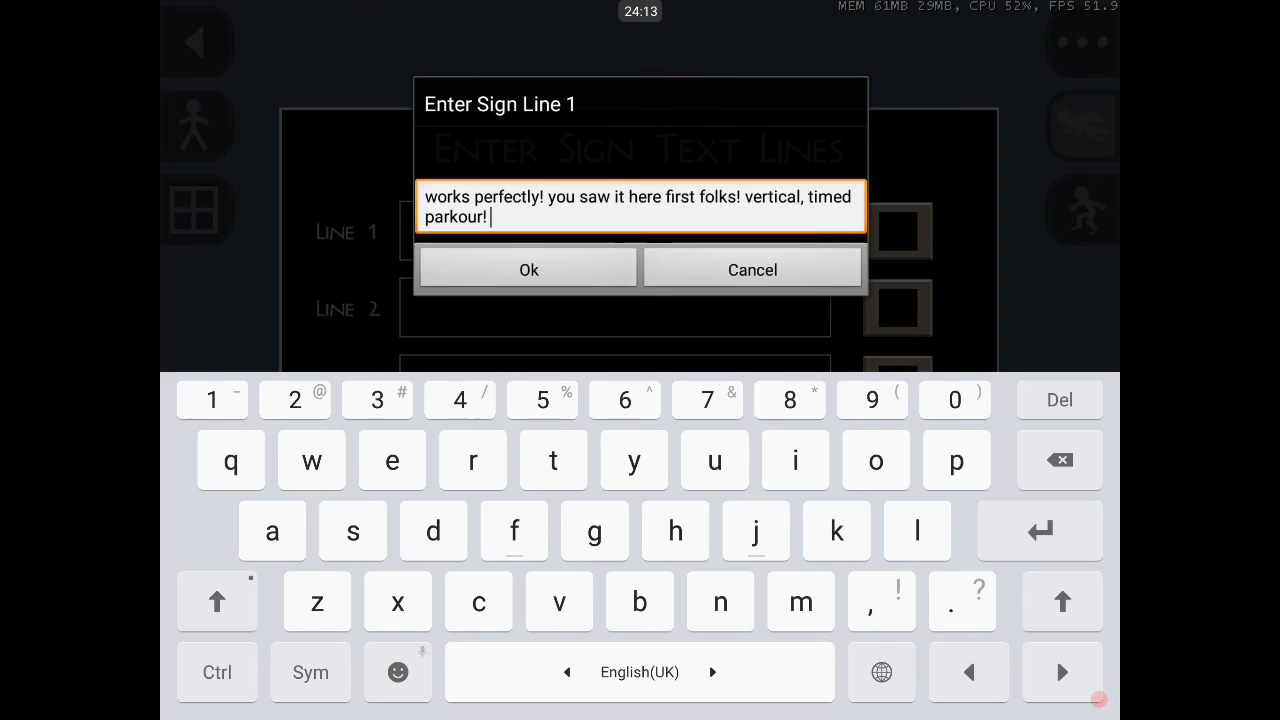 24:13
MEM 61MB 29MB, CPU 52%, FPS 51.9
Enter Sign Line 1
Enter Sign Text Lines
works perfectly! you saw it here first folks! vertical, timed
parkour!
Line 1
Ok Cancel
Line 2
1 - 2 @ 3 # 4 / 5 % 6 ^ 7 & 8 * 9 ( 0 ) Del
q w e r t y u i o p
a s d f g h j k l
z x c v b n m , ! . ?
Ctrl Sym English(UK)